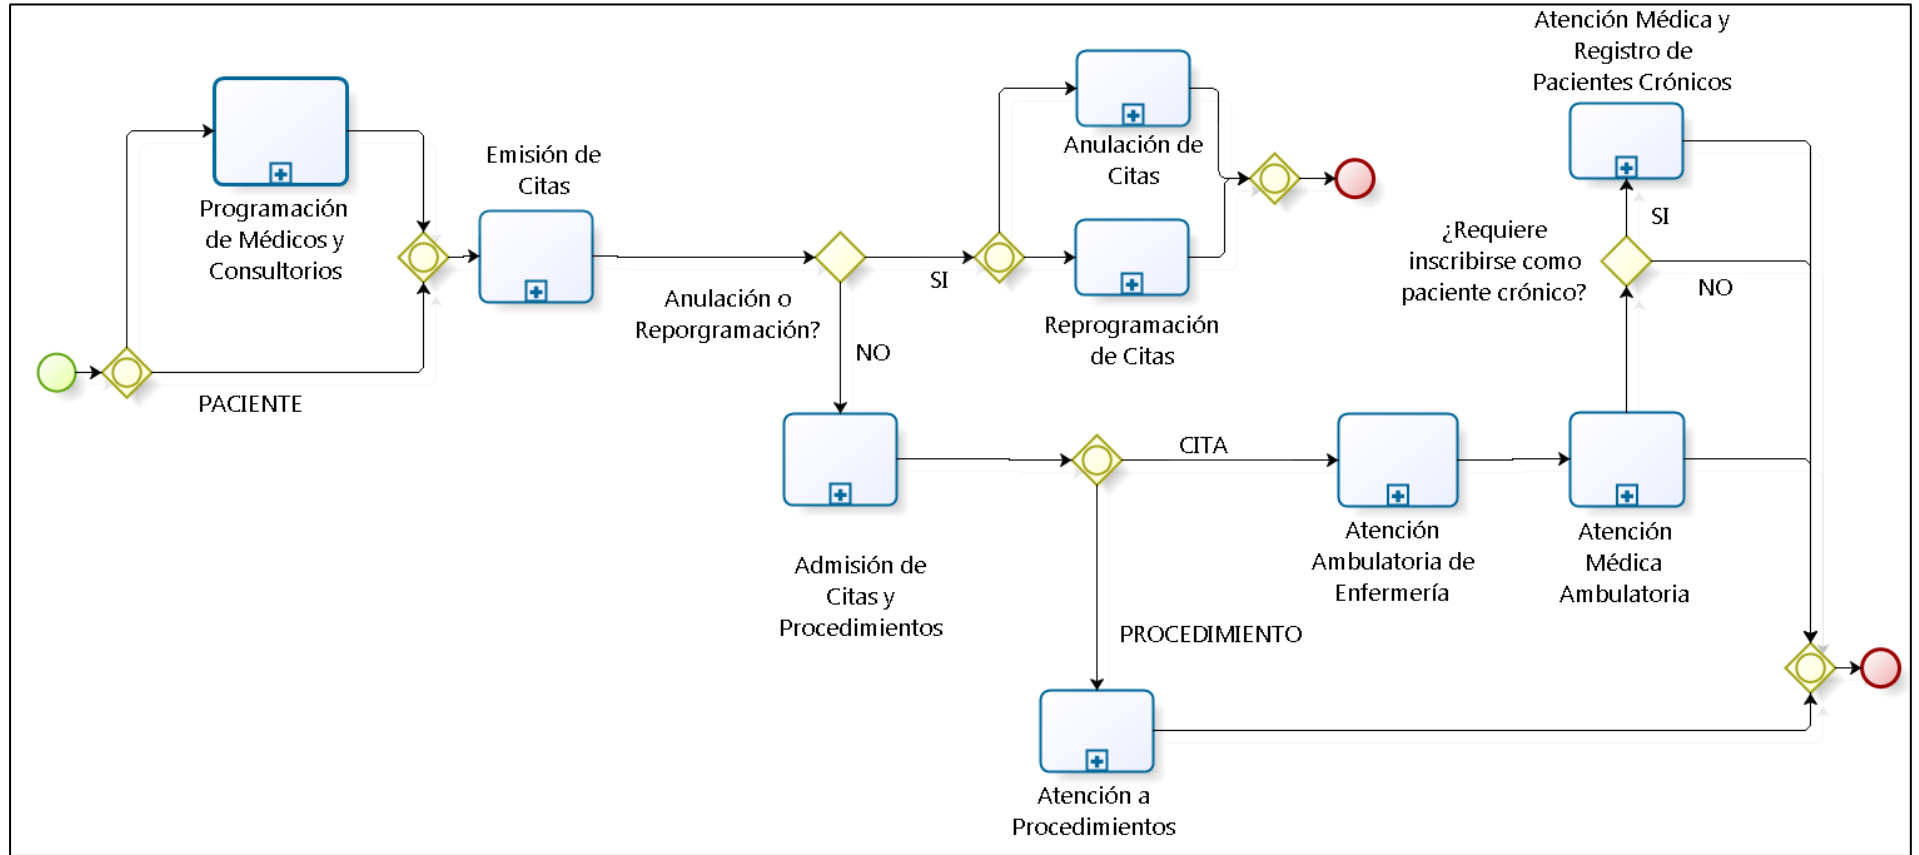 Programación
de Médicos y
Consultorios
PACIENTE
Emisión de
Citas
Anulación o
Reporgramación?
SI
NO
Anulación de
Citas
Reprogramación
de Citas
Admisión de
Citas y
Procedimientos
CITA
PROCEDIMIENTO
Atención a
Procedimientos
Atención
Ambulatoria de
Enfermería
Atención
Médica
Ambulatoria
¿Requiere
inscribirse como
paciente crónico?
SI
NO
Atención Médica y
Registro de
Pacientes Crónicos